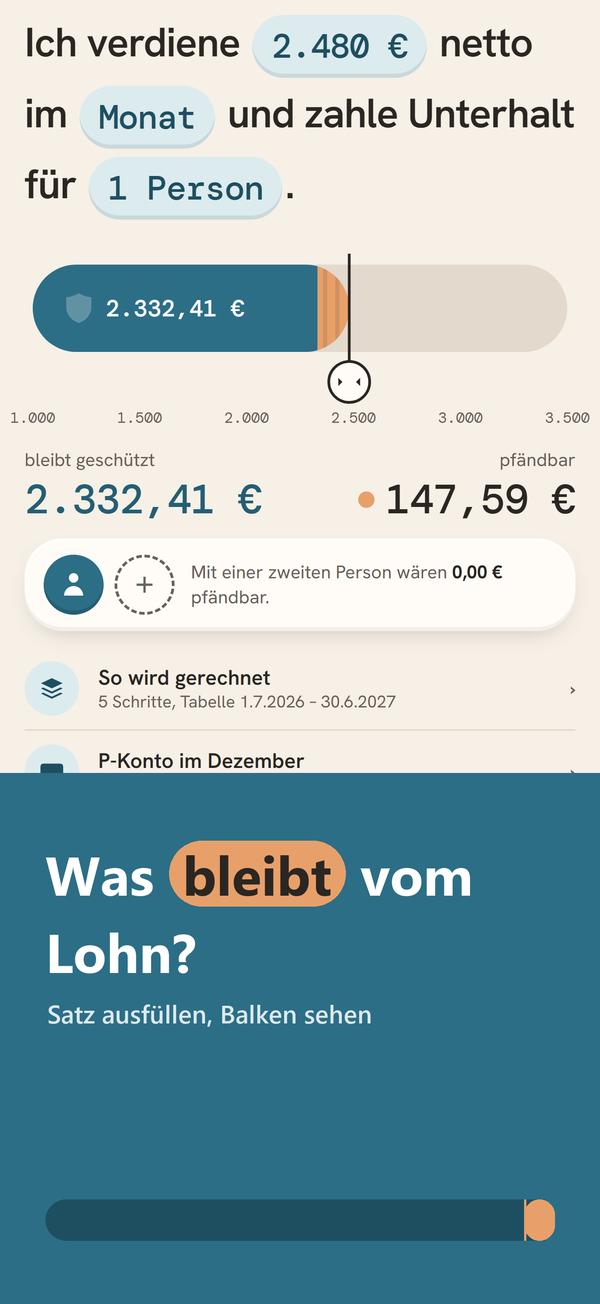 Ich verdiene 2.480 € netto
im Monat und zahle Unterhalt
für 1 Person.
2.332,41 €
1.000 1.500 2.000 2.500 3.000 3.500
bleibt geschützt pfändbar
2.332,41 € 147,59 €
Mit einer zweiten Person wären 0,00 €
pfändbar.
So wird gerechnet
5 Schritte, Tabelle 1.7.2026 – 30.6.2027
P-Konto im Dezember
Was bleibt vom
Lohn?
Satz ausfüllen, Balken sehen